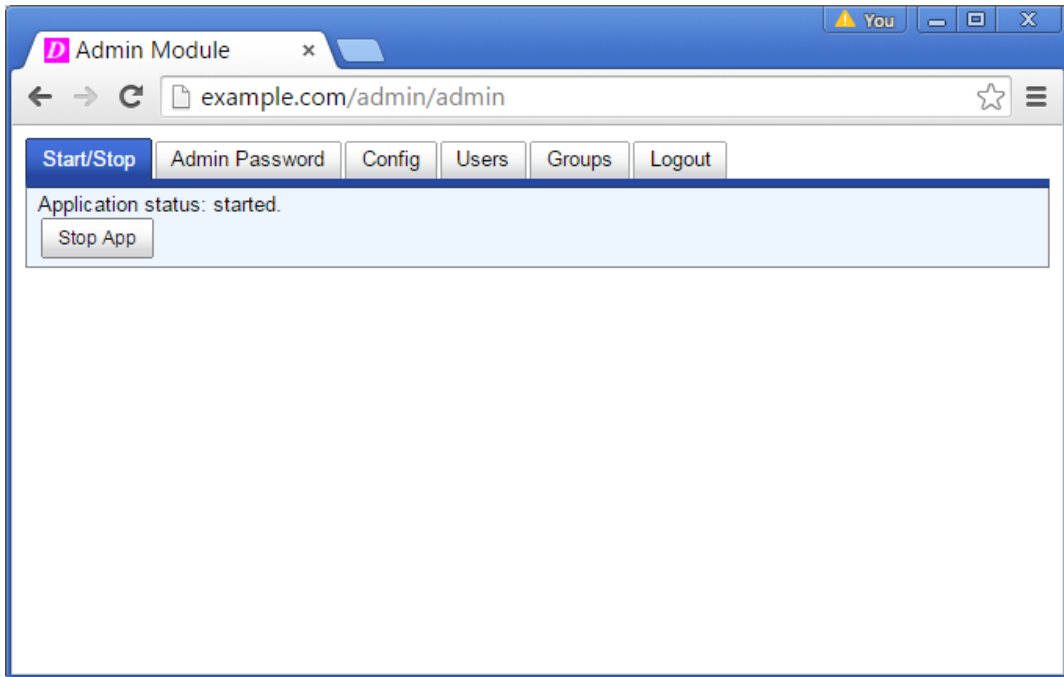 You
D Admin Module
example.com/admin/admin
Start/Stop Admin Password Config Users Groups Logout
Application status: started.
Stop App